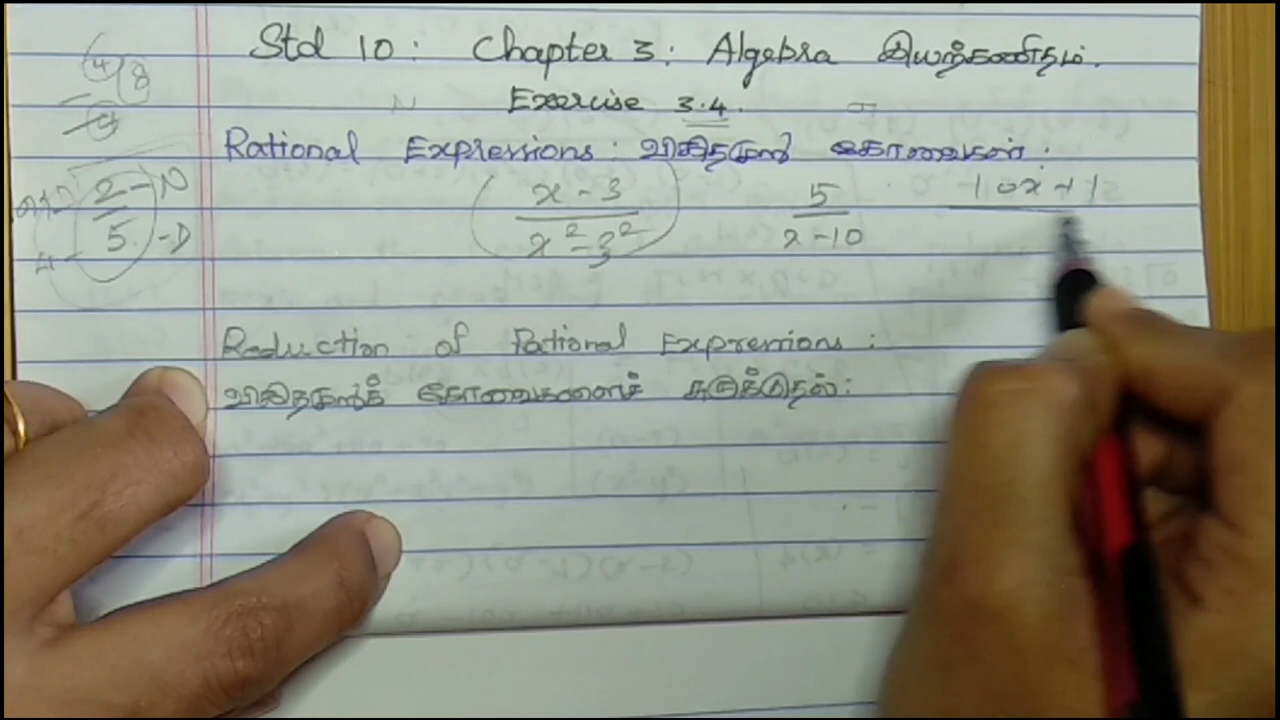 Std 10 : Chapter 3 : Algebra இயற்கணிதம்.
Exercise 3.4.
Rational Expressions : விகிதமுறு கோவைகள் :
2 - N
5 - D
x - 3
x² - 3²
5
x - 10
10x + 1
Reduction of Rational Expressions :
விகிதமுறுக் கோவைகளைச் சுருக்குதல் :